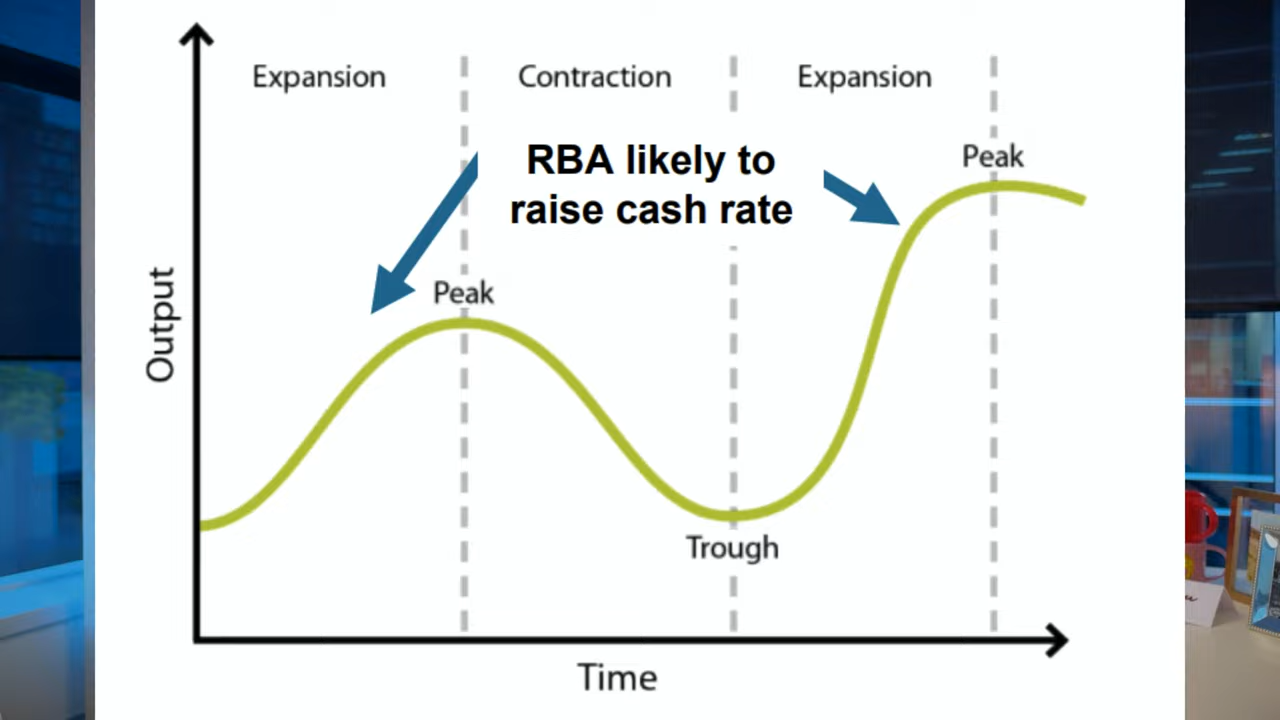 Expansion
Contraction
Expansion
RBA likely to
raise cash rate
Peak
Peak
Output
Trough
Time